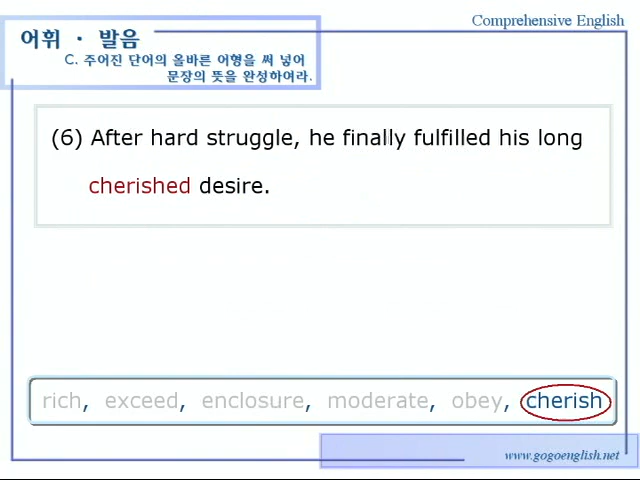 Comprehensive English
어휘 · 발음
C. 주어진 단어의 올바른 어형을 써 넣어
문장의 뜻을 완성하여라.
(6) After hard struggle, he finally fulfilled his long
cherished desire.
rich, exceed, enclosure, moderate, obey, cherish
www.gogoenglish.net